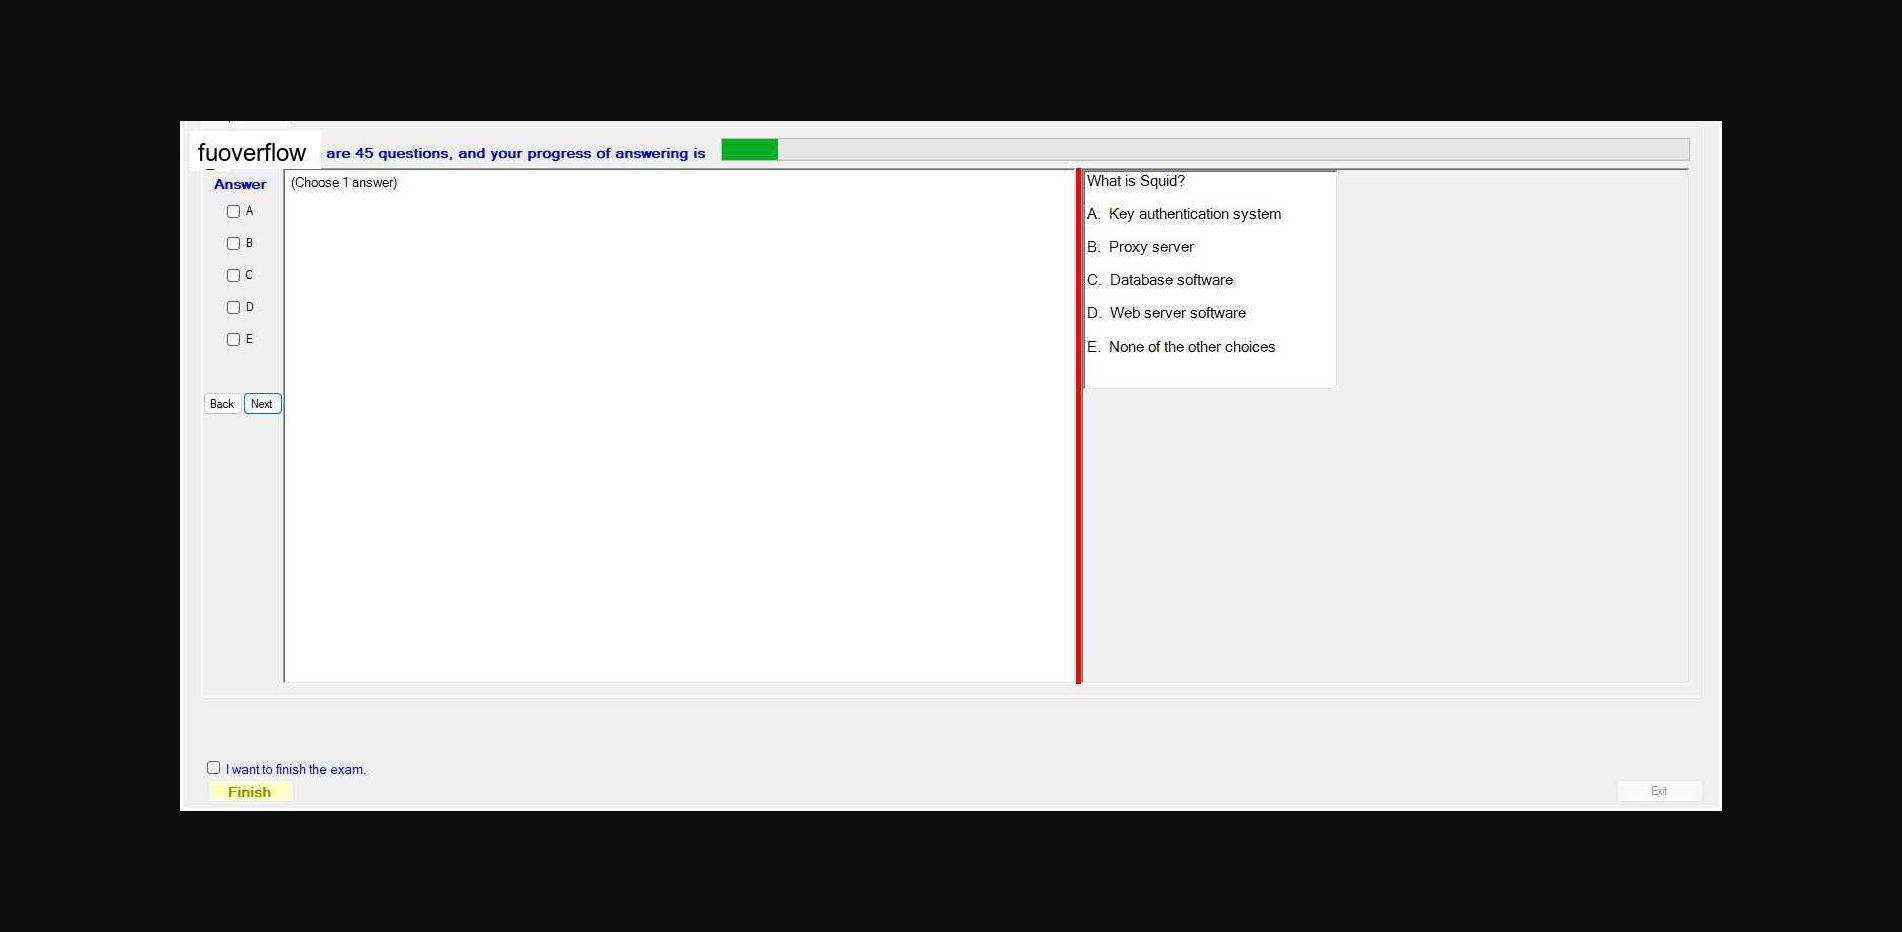 fuoverflow are 45 questions, and your progress of answering is
Answer
A
B
C
D
E
Back Next
(Choose 1 answer)
What is Squid?
A. Key authentication system
B. Proxy server
C. Database software
D. Web server software
E. None of the other choices
I want to finish the exam.
Finish
Exit